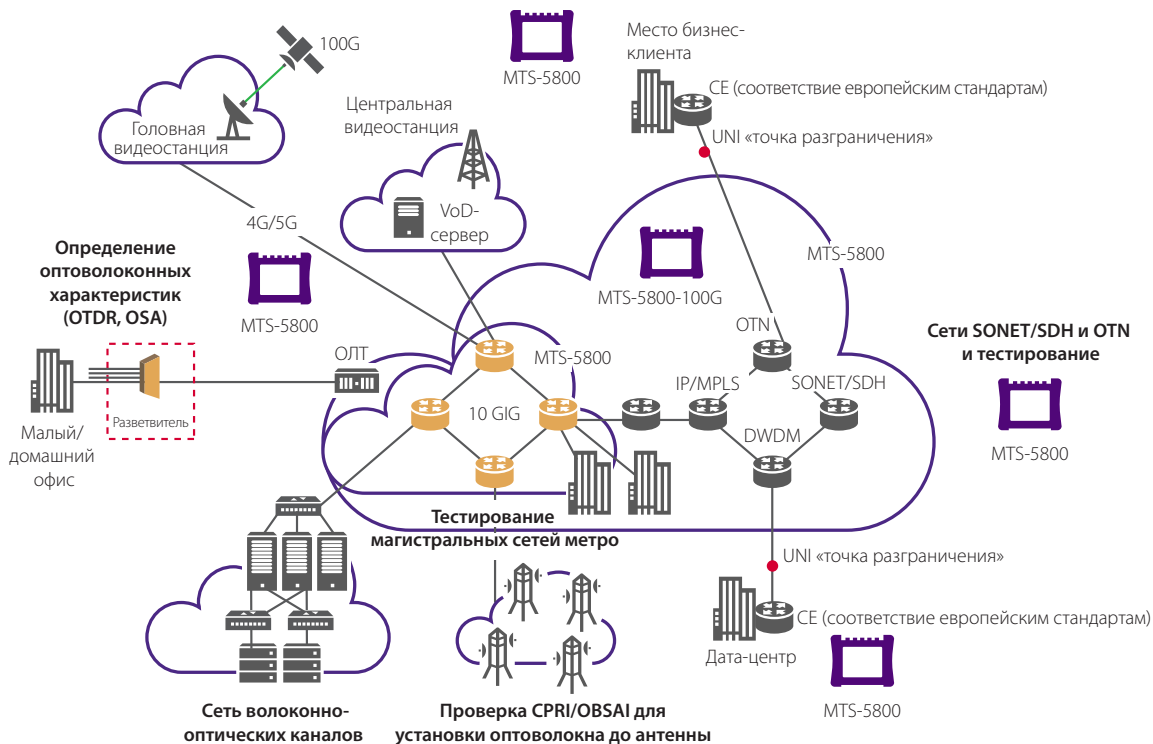 100G
MTS-5800
Место бизнес-
клиента
CE (соответствие европейским стандартам)
Головная
видеостанция
Центральная
видеостанция
UNI «точка разграничения»
4G/5G
VoD-
сервер
Определение
оптоволоконных
характеристик
(OTDR, OSA)
MTS-5800
MTS-5800-100G
MTS-5800
OTN
Сети SONET/SDH и OTN
и тестирование
ОЛТ
MTS-5800
IP/MPLS
SONET/SDH
10 GIG
Разветвитель
Малый/
домашний
офис
DWDM
MTS-5800
Тестирование
магистральных сетей метро
UNI «точка разграничения»
CE (соответствие европейским стандартам)
Дата-центр
MTS-5800
Сеть волоконно-
оптических каналов
Проверка CPRI/OBSAI для
установки оптоволокна до антенны